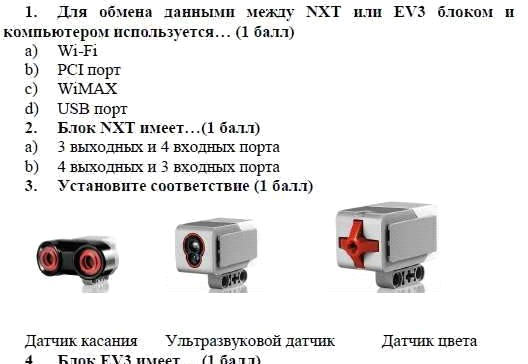 1. Для обмена данными между NXT или EV3 блоком и
компьютером используется… (1 балл)
a) Wi-Fi
b) PCI порт
c) WiMAX
d) USB порт
2. Блок NXT имеет…(1 балл)
a) 3 выходных и 4 входных порта
b) 4 выходных и 3 входных порта
3. Установите соответствие (1 балл)
Датчик касания Ультразвуковой датчик Датчик цвета
4. Блок EV3 имеет… (1 балл)